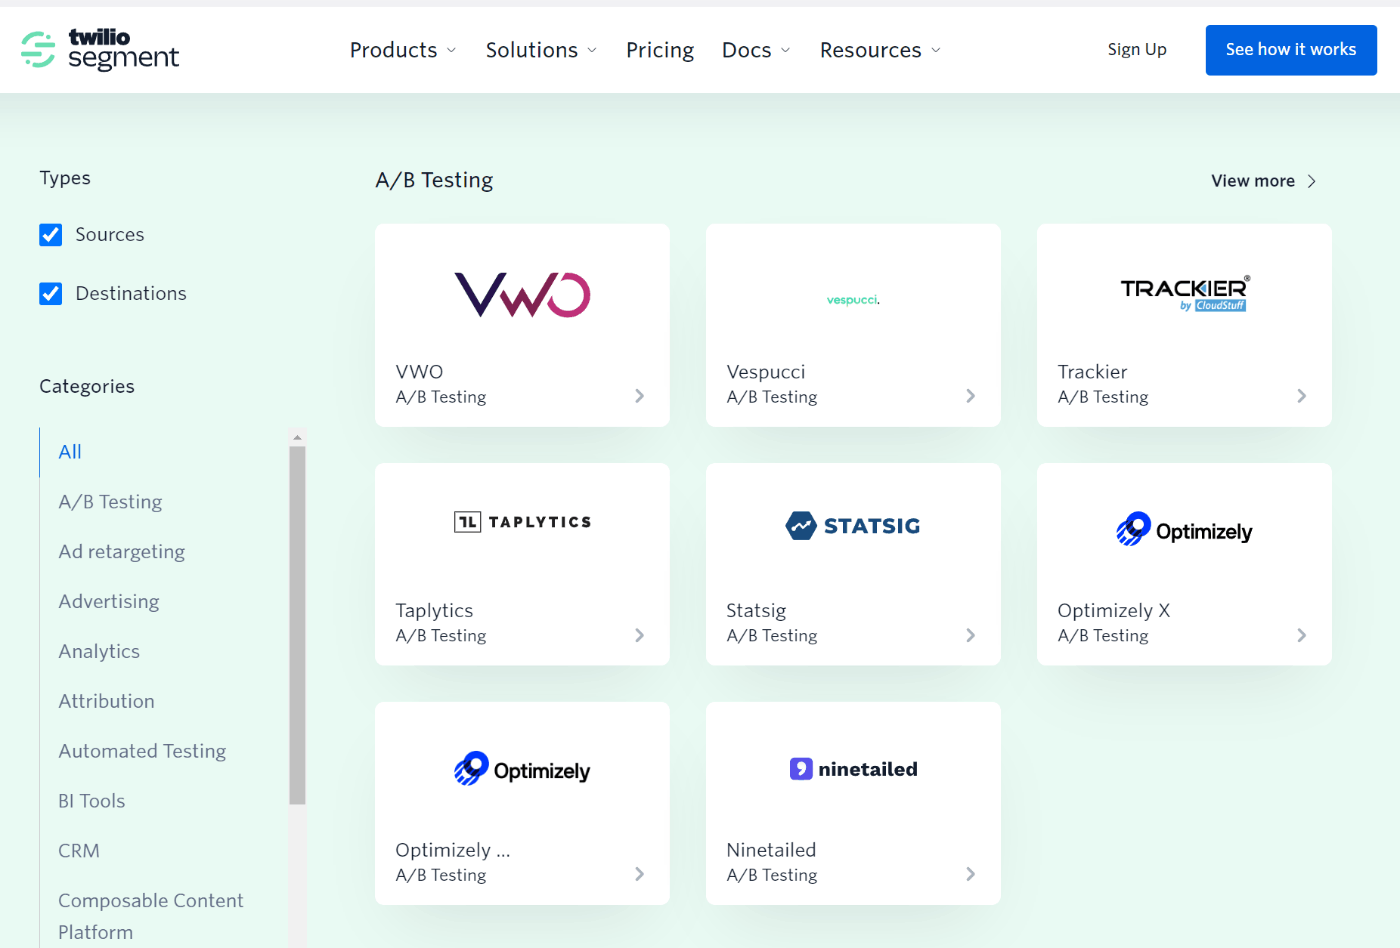 twilio
segment
Products
Solutions
Pricing
Docs
Resources
Sign Up
See how it works
Types
Sources
Destinations
Categories
All
A/B Testing
Ad retargeting
Advertising
Analytics
Attribution
Automated Testing
BI Tools
CRM
Composable Content
Platform
A/B Testing
View more
VWO
VWO
A/B Testing
vespucci.
Vespucci
A/B Testing
TRACKIER®
by CloudStuff
Trackier
A/B Testing
TL TAPLYTICS
Taplytics
A/B Testing
STATSIG
Statsig
A/B Testing
Optimizely
Optimizely X
A/B Testing
Optimizely
Optimizely ...
A/B Testing
ninetailed
Ninetailed
A/B Testing